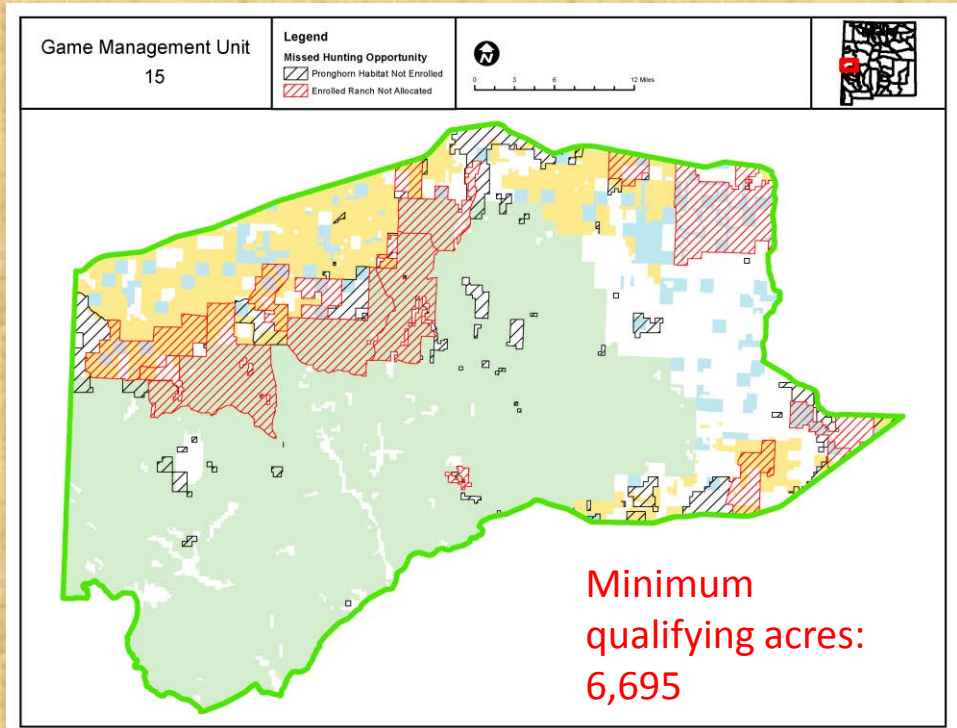 Game Management Unit
15
Legend
Missed Hunting Opportunity
Pronghorn Habitat Not Enrolled
Enrolled Ranch Not Allocated
N
0 3 6 12 Miles
Minimum
qualifying acres:
6,695